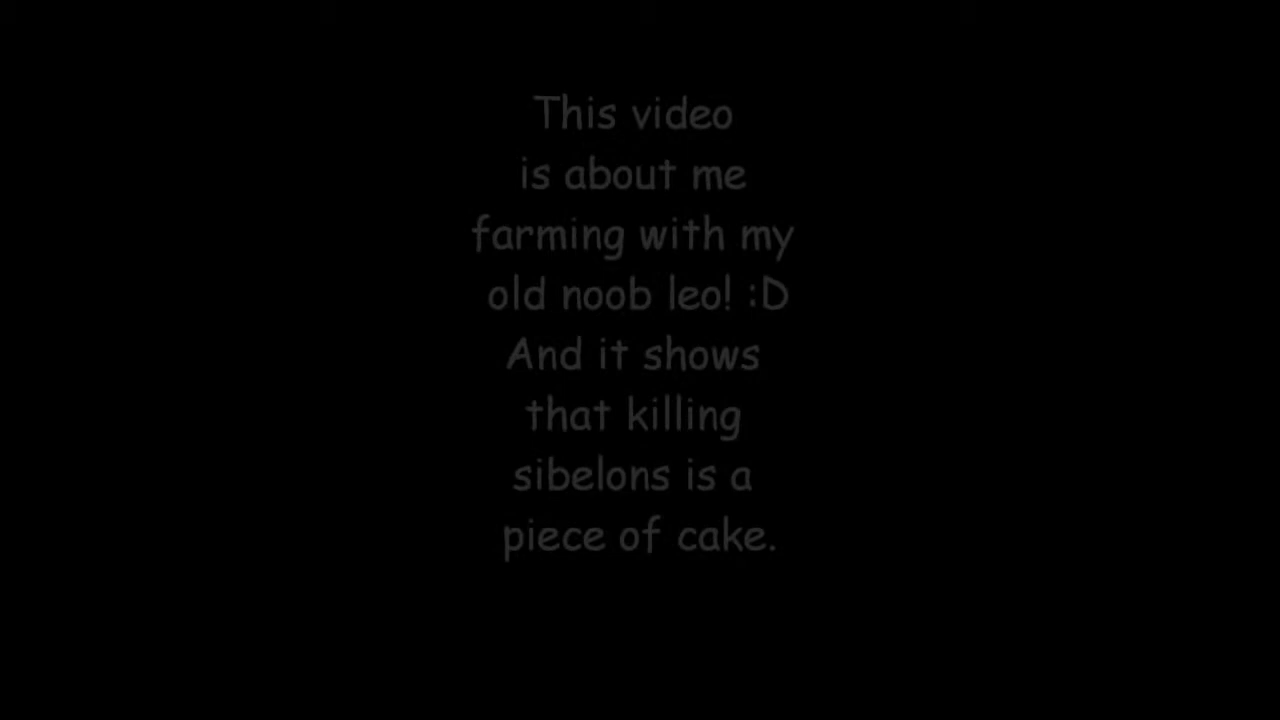 This video
is about me
farming with my
old noob leo! :D
And it shows
that killing
sibelons is a
piece of cake.